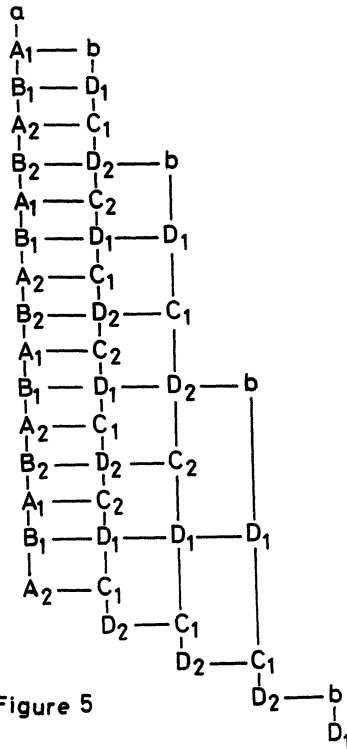 a
A₁ — b
B₁ — D₁
A₂ — C₁
B₂ — D₂ — b
A₁ — C₂
B₁ — D₁ — D₁
A₂ — C₁
B₂ — D₂ — C₁
A₁ — C₂
B₁ — D₁ — D₂ — b
A₂ — C₁
B₂ — D₂ — C₂
A₁ — C₂
B₁ — D₁ — D₁ — D₁
A₂ — C₁
D₂ — C₁
D₂ — C₁
D₂ — b
Figure 5
D₁